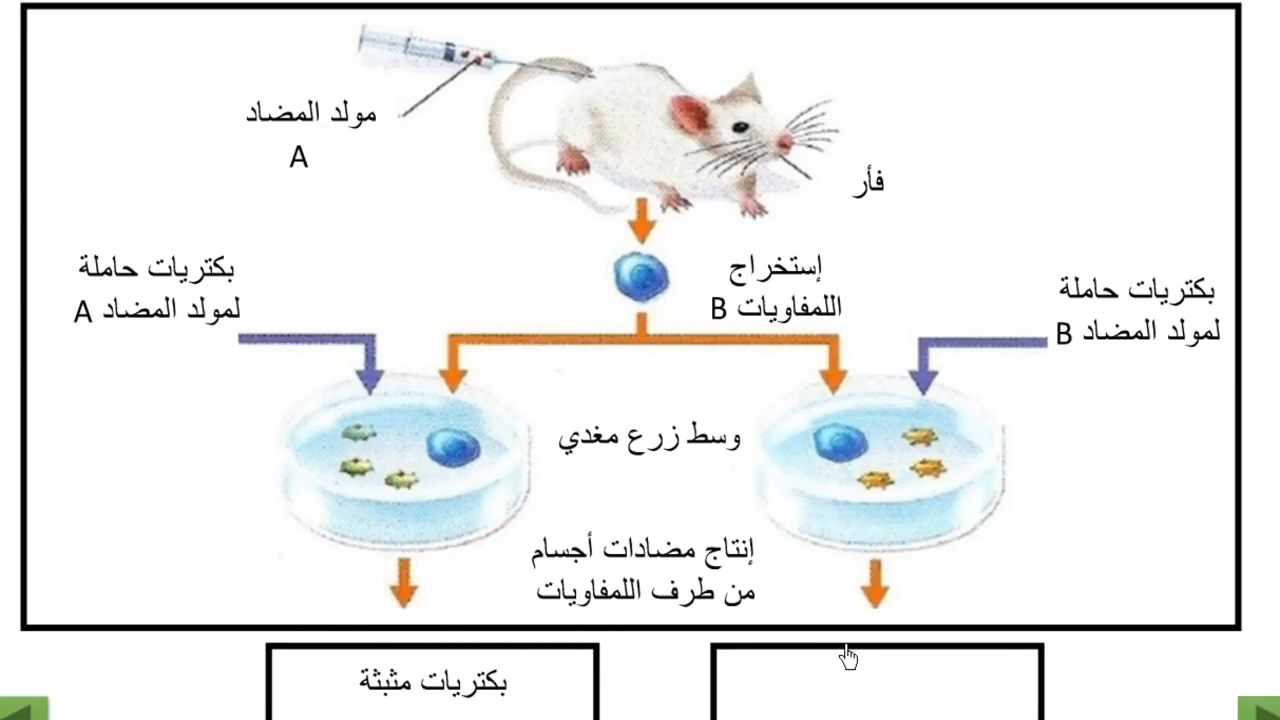 مولد المضاد
A
فأر
إستخراج
اللمفاويات B
بكتريات حاملة
لمولد المضاد A
بكتريات حاملة
لمولد المضاد B
وسط زرع مغدي
إنتاج مضادات أجسام
من طرف اللمفاويات
بكتريات مثبثة